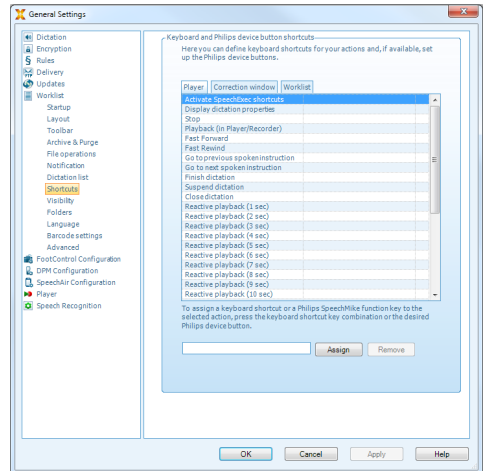 General Settings
Dictation
Encryption
Rules
Delivery
Updates
Worklist
Startup
Layout
Toolbar
Archive & Purge
File operations
Notification
Dictation list
Shortcuts
Visibility
Folders
Language
Barcode settings
Advanced
FootControl Configuration
DPM Configuration
SpeechAir Configuration
Player
Speech Recognition
Keyboard and Philips device button shortcuts
Here you can define keyboard shortcuts for your actions and, if available, set
up the Philips device buttons.
Player Correction window Worklist
Activate SpeechExec shortcuts
Display dictation properties
Stop
Playback (in Player/Recorder)
Fast Forward
Fast Rewind
Go to previous spoken instruction
Go to next spoken instruction
Finish dictation
Suspend dictation
Close dictation
Reactive playback (1 sec)
Reactive playback (2 sec)
Reactive playback (3 sec)
Reactive playback (4 sec)
Reactive playback (5 sec)
Reactive playback (6 sec)
Reactive playback (7 sec)
Reactive playback (8 sec)
Reactive playback (9 sec)
Reactive playback (10 sec)
To assign a keyboard shortcut or a Philips SpeechMike function key to the
selected action, press the keyboard shortcut key combination or the desired
Philips device button.
Assign Remove
OK Cancel Apply Help